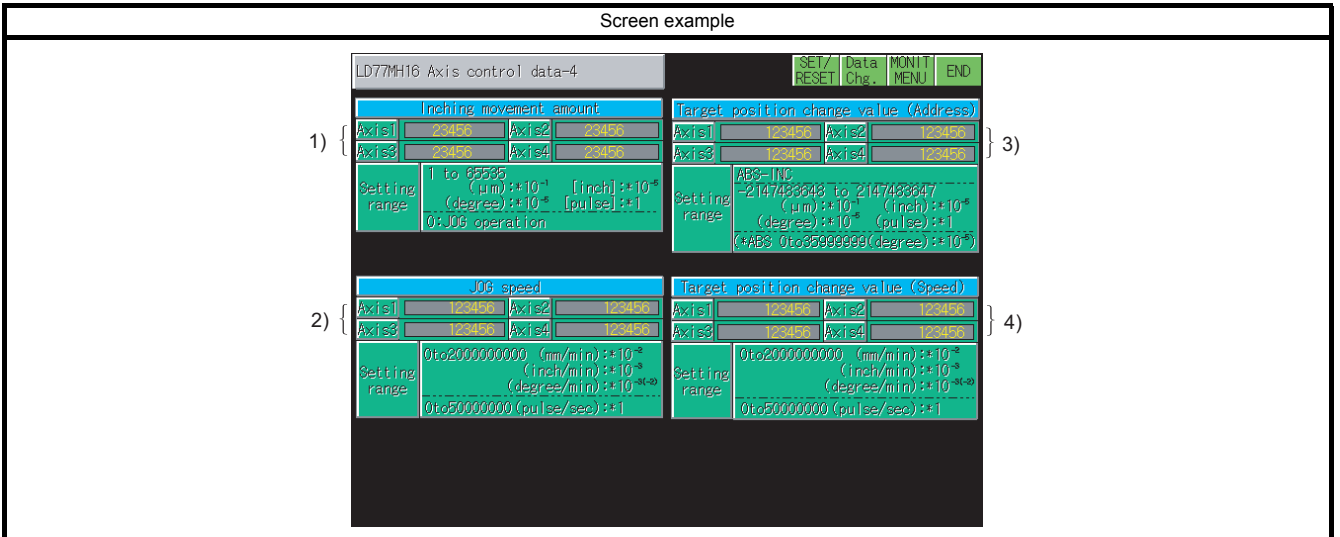 Screen example
LD77MH16 Axis control data-4
SET/ RESET
Data Chg.
MONIT MENU
END
Inching movement amount
1)
Axis1 23456 Axis2 23456
Axis3 23456 Axis4 23456
Setting range
1 to 65535
(μm):*10⁻¹ [inch]:*10⁻⁵
(degree):*10⁻⁵ [pulse]:*1
0:JOG operation
Target position change value (Address)
Axis1 123456 Axis2 123456
Axis3 123456 Axis4 123456
3)
Setting range
ABS-INC
-2147483648 to 2147483647
(μm):*10⁻¹ (inch):*10⁻⁵
(degree):*10⁻⁵ (pulse):*1
(*ABS 0to35999999(degree):*10⁻⁵)
JOG speed
2)
Axis1 123456 Axis2 123456
Axis3 123456 Axis4 123456
Setting range
0to2000000000 (mm/min):*10⁻²
(inch/min):*10⁻³
(degree/min):*10⁻³⁽⁻²⁾
0to50000000(pulse/sec):*1
Target position change value (Speed)
Axis1 123456 Axis2 123456
Axis3 123456 Axis4 123456
4)
Setting range
0to2000000000 (mm/min):*10⁻²
(inch/min):*10⁻³
(degree/min):*10⁻³⁽⁻²⁾
0to50000000(pulse/sec):*1